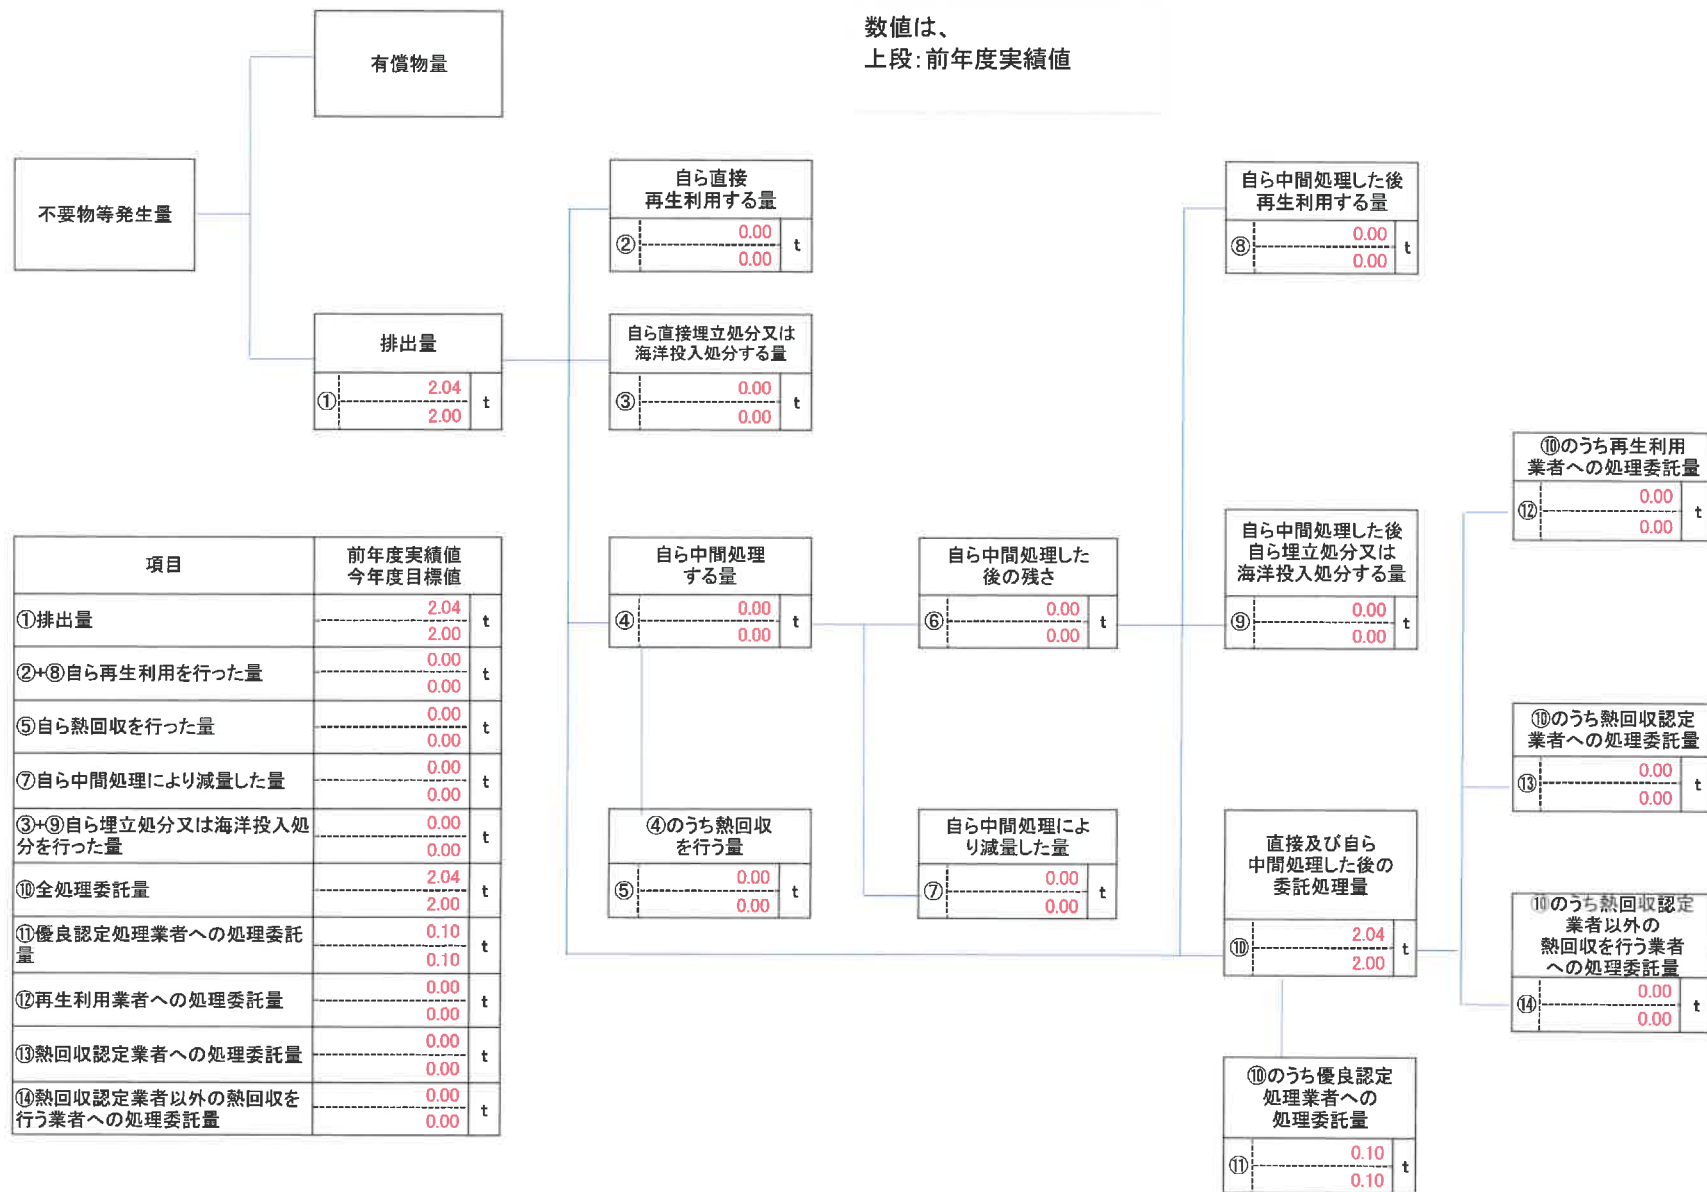 数値は、
上段：前年度実績値
有償物量
不要物等発生量
排出量
① 2.04 t
2.00
自ら直接
再生利用する量
② 0.00 t
0.00
自ら直接埋立処分又は
海洋投入処分する量
③ 0.00 t
0.00
自ら中間処理
する量
④ 0.00 t
0.00
④のうち熱回収
を行う量
⑤ 0.00 t
0.00
自ら中間処理した
後の残さ
⑥ 0.00 t
0.00
自ら中間処理によ
り減量した量
⑦ 0.00 t
0.00
自ら中間処理した後
再生利用する量
⑧ 0.00 t
0.00
自ら中間処理した後
自ら埋立処分又は
海洋投入処分する量
⑨ 0.00 t
0.00
直接及び自ら
中間処理した後の
委託処理量
⑩ 2.04 t
2.00
⑩のうち優良認定
処理業者への
処理委託量
⑪ 0.10 t
0.10
⑩のうち再生利用
業者への処理委託量
⑫ 0.00 t
0.00
⑩のうち熱回収認定
業者への処理委託量
⑬ 0.00 t
0.00
⑩のうち熱回収認定
業者以外の
熱回収を行う業者
への処理委託量
⑭ 0.00 t
0.00
項目 前年度実績値
今年度目標値
①排出量 2.04 t
2.00
②+⑧自ら再生利用を行った量 0.00 t
0.00
⑤自ら熱回収を行った量 0.00 t
0.00
⑦自ら中間処理により減量した量 0.00 t
0.00
③+⑨自ら埋立処分又は海洋投入処 0.00 t
分を行った量 0.00
⑩全処理委託量 2.04 t
2.00
⑪優良認定処理業者への処理委託 0.10 t
量 0.10
⑫再生利用業者への処理委託量 0.00 t
0.00
⑬熱回収認定業者への処理委託量 0.00 t
0.00
⑭熱回収認定業者以外の熱回収を 0.00 t
行う業者への処理委託量 0.00